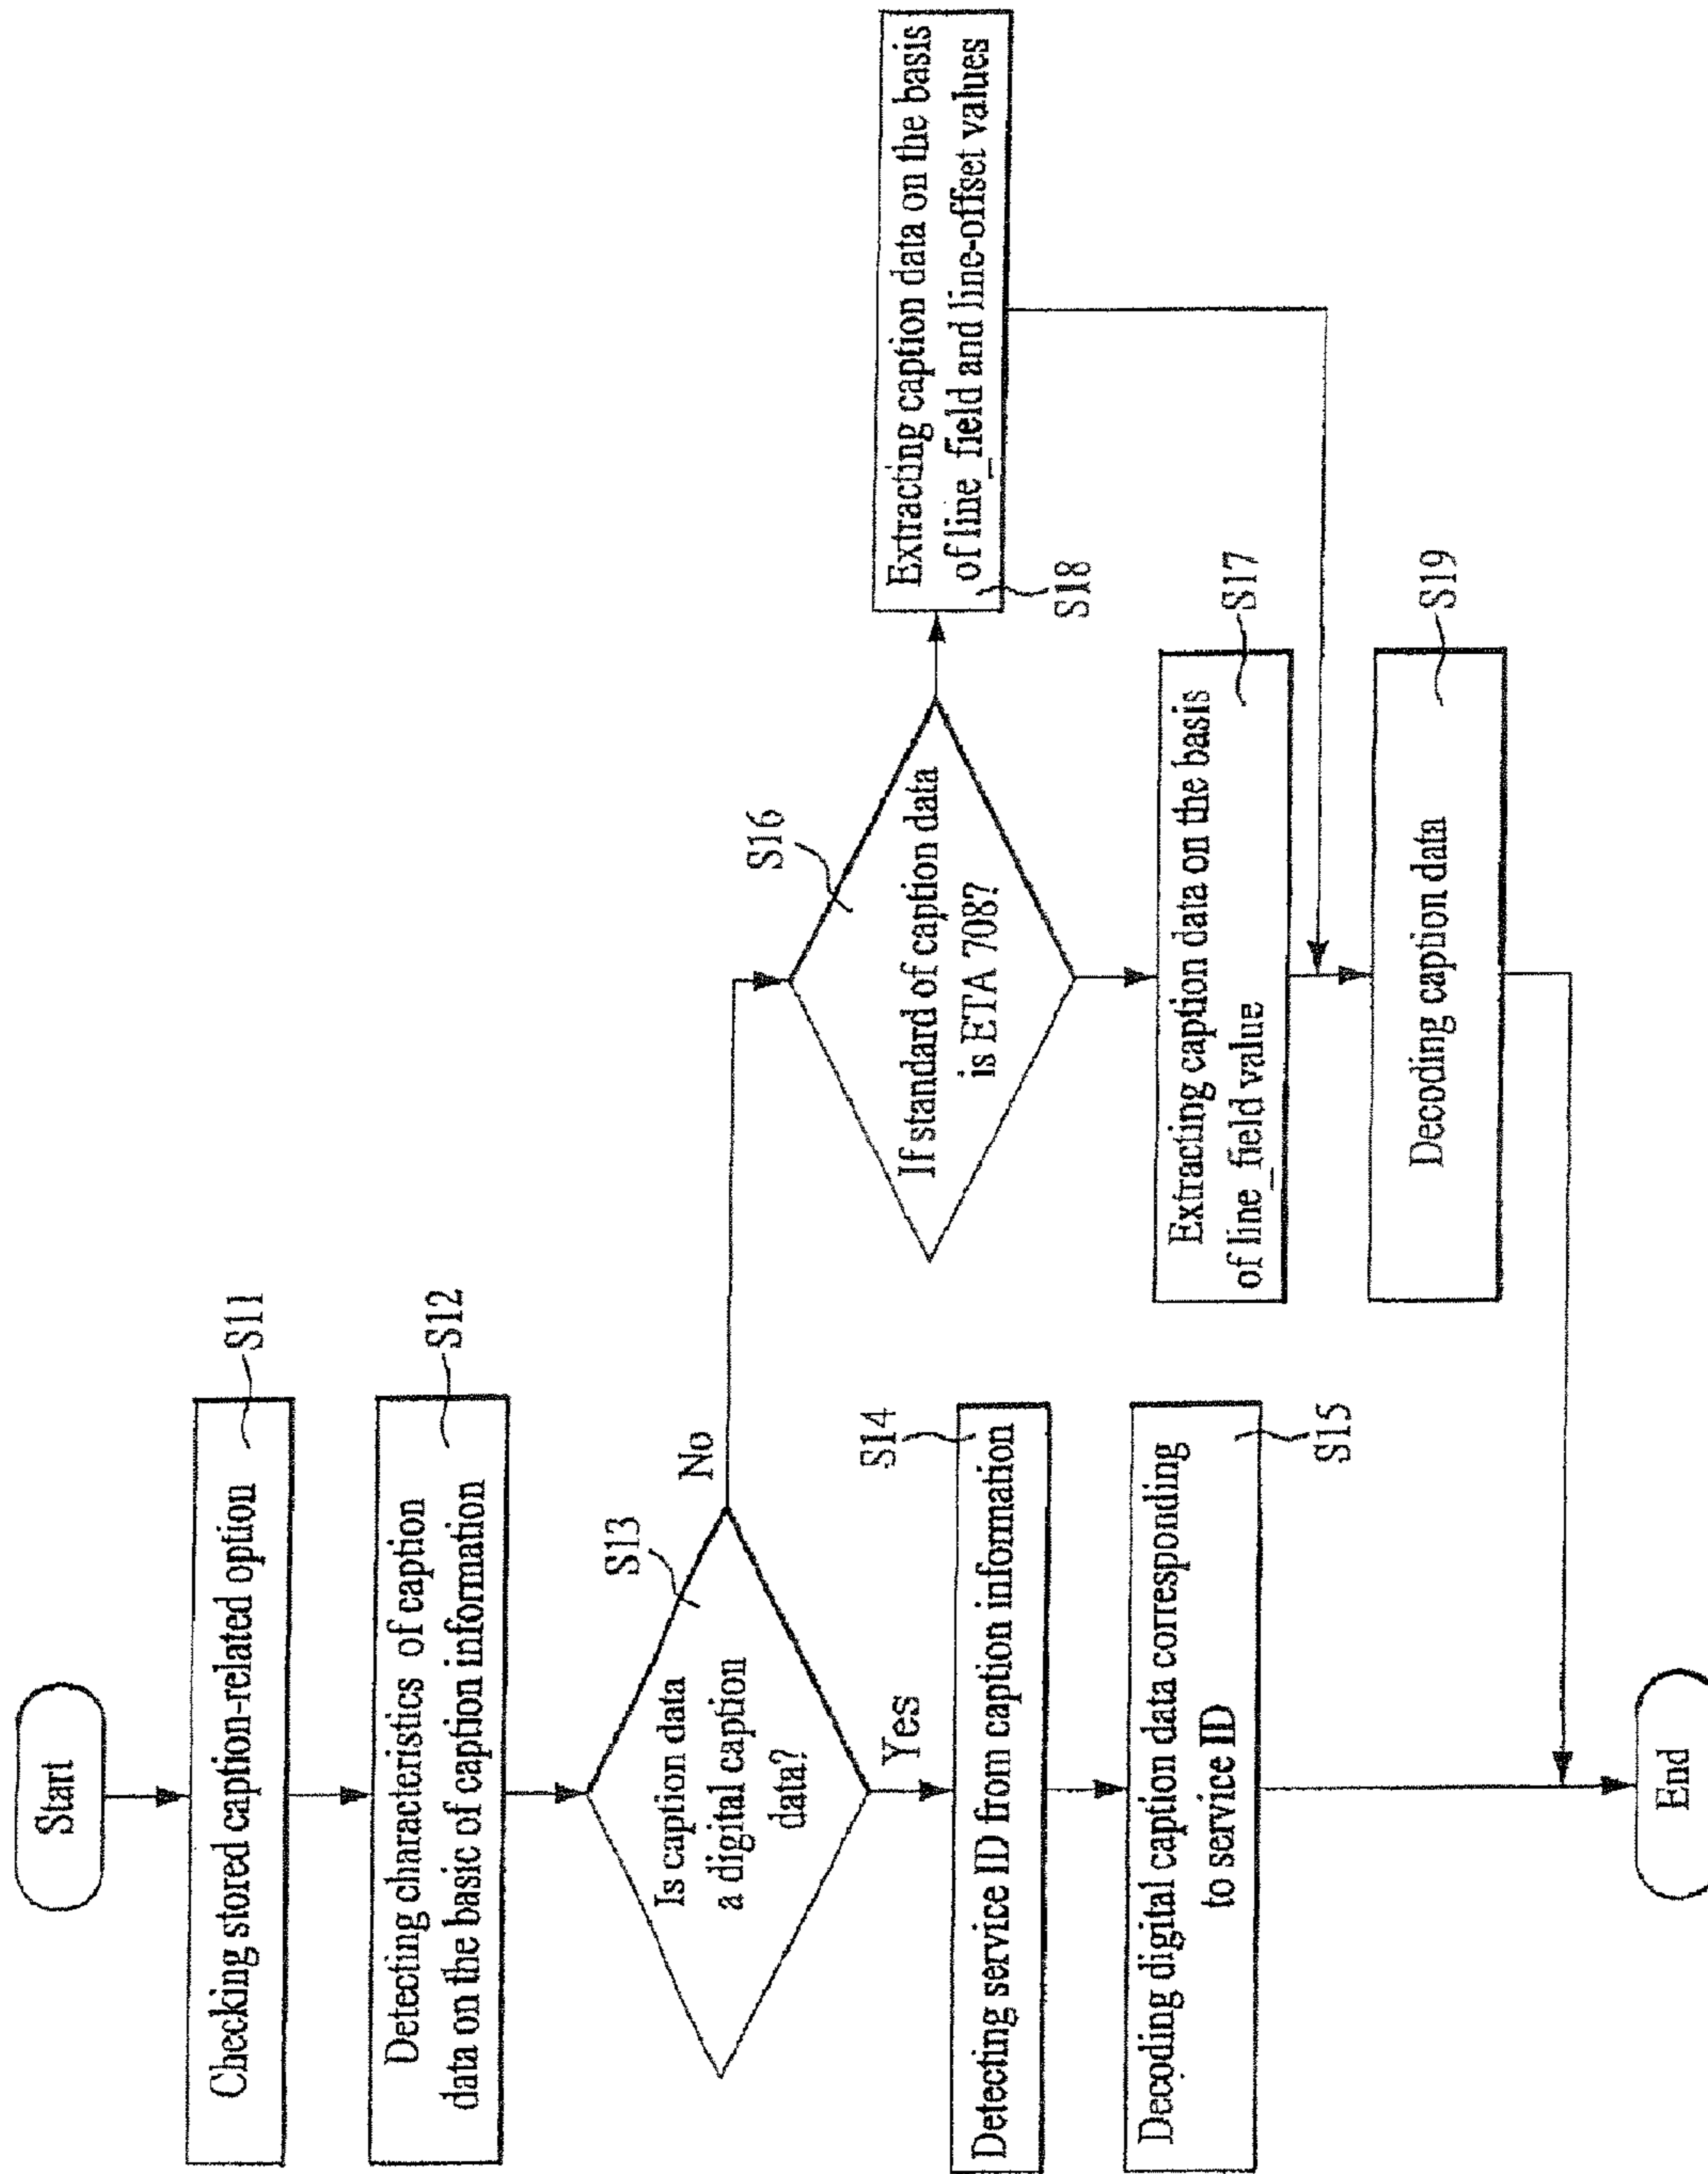 Start
Checking stored caption-related option
S11
Detecting characteristics of caption
data on the basic of caption information
S12
Is caption data
a digital caption
data?
S13
No
Yes
Detecting service ID from caption information
S14
Decoding digital caption data corresponding
to service ID
S15
If standard of caption data
is ETA 708?
S16
Extracting caption data on the basis
of line_field value
S17
Extracting caption data on the basis
of line_field and line-offset values
S18
Decoding caption data
S19
End